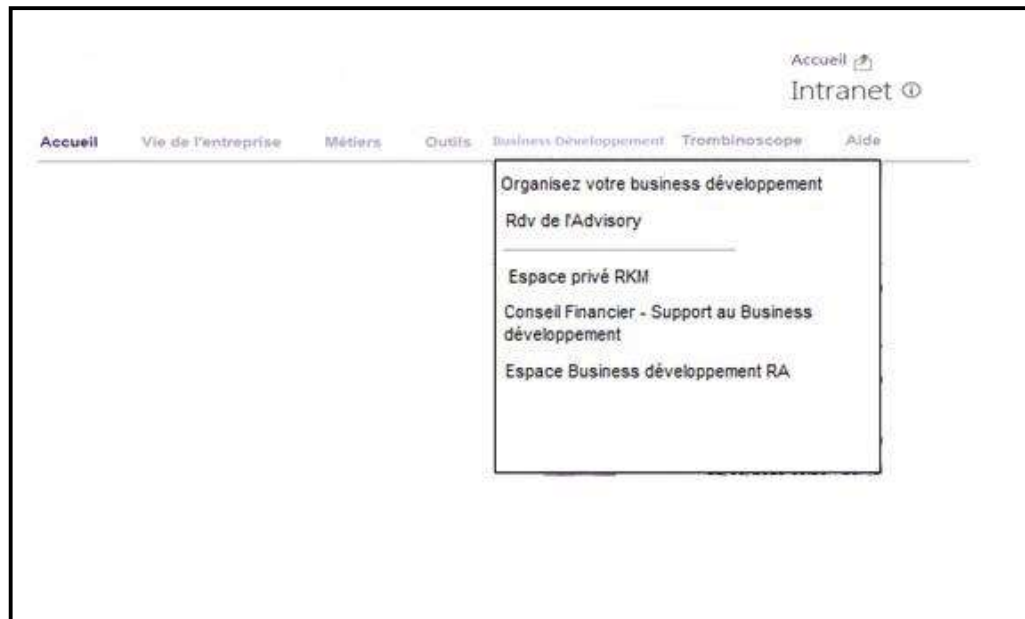 Accueil
Intranet
Accueil Vie de l'entreprise Métiers Outils Business Développement Trombinoscope Aide
Organisez votre business développement
Rdv de l'Advisory
Espace privé RKM
Conseil Financier - Support au Business
développement
Espace Business développement RA